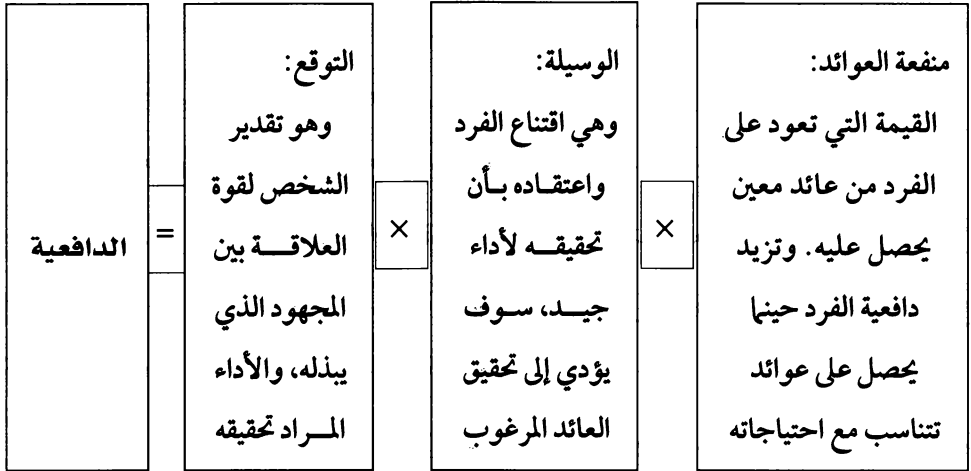 منفعة العوائد:
القيمة التي تعود على
الفرد من عائد معين
يحصل عليه. وتزيد
دافعية الفرد حينما
يحصل على عوائد
تتناسب مع احتياجاته
×
الوسيلة:
وهي اقتناع الفرد
واعتقاده بأن
تحقيقه لأداء
جيد، سوف
يؤدي إلى تحقيق
العائد المرغوب
×
التوقع:
وهو تقدير
الشخص لقوة
العلاقة بين
المجهود الذي
يبذله، والأداء
المراد تحقيقه
=
الدافعية